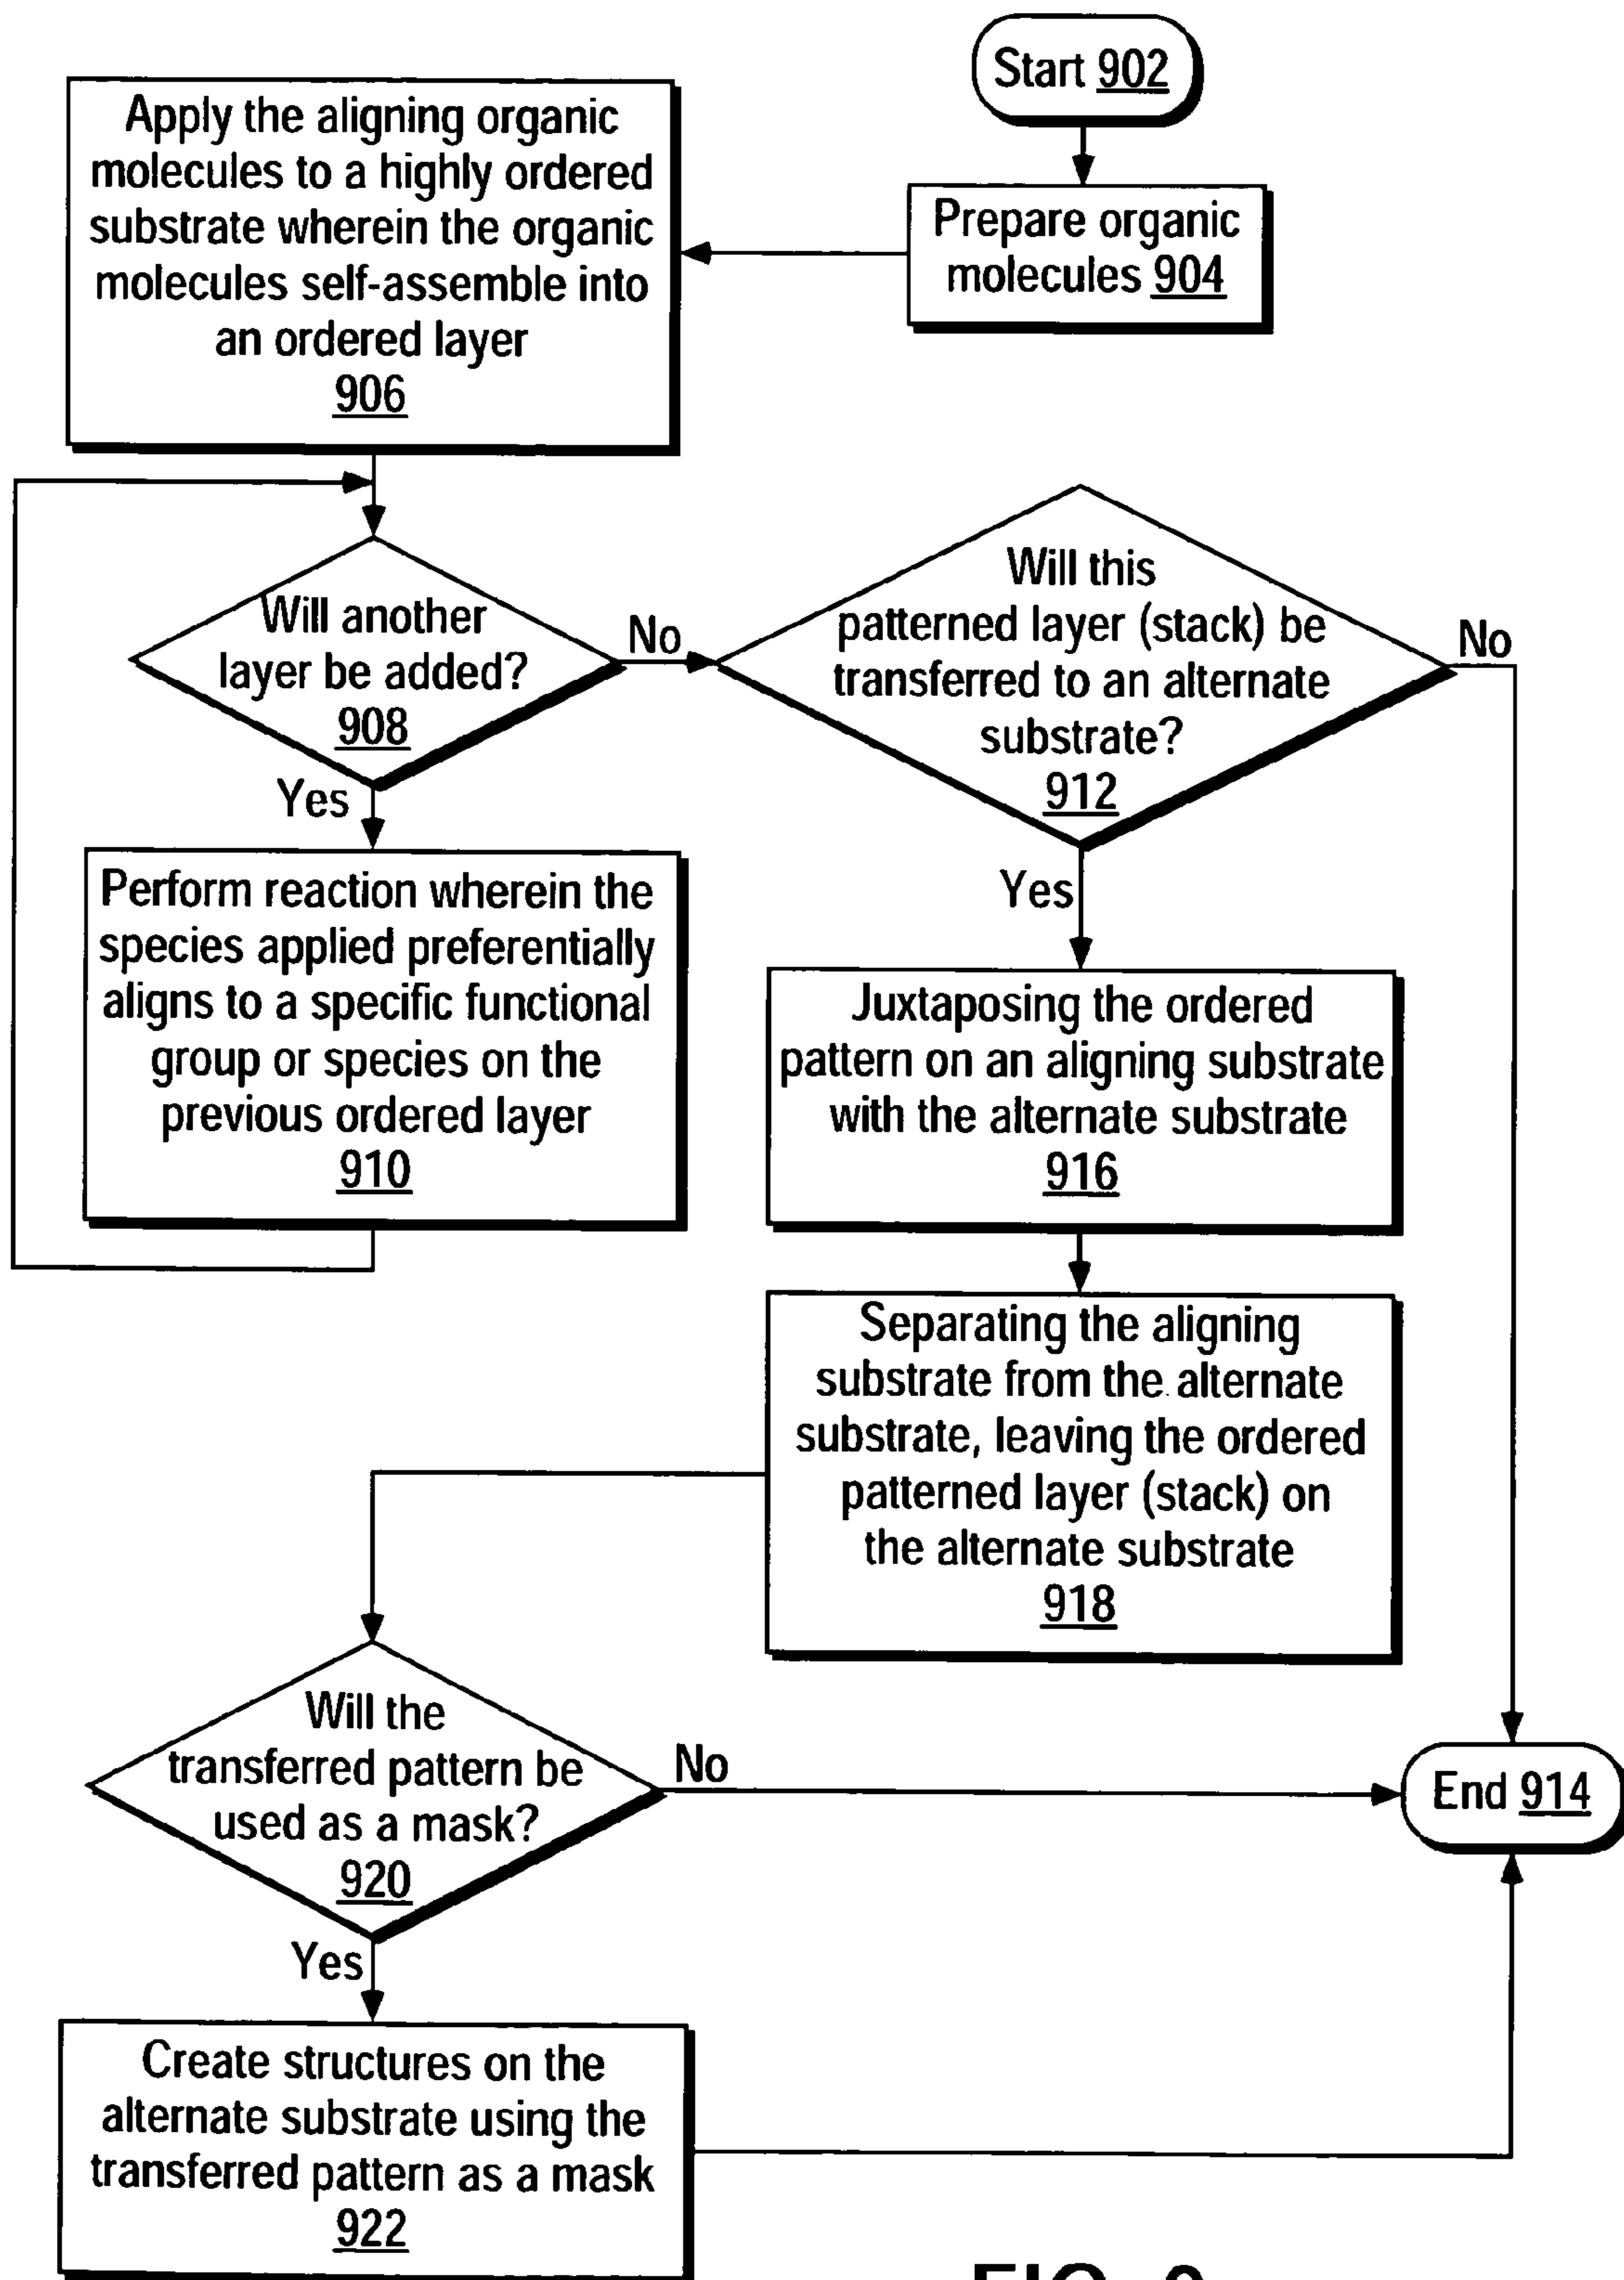 Start 902
Prepare organic
molecules 904
Apply the aligning organic
molecules to a highly ordered
substrate wherein the organic
molecules self-assemble into
an ordered layer
906
Will another
layer be added?
908
No
Yes
Perform reaction wherein the
species applied preferentially
aligns to a specific functional
group or species on the
previous ordered layer
910
Will this
patterned layer (stack) be
transferred to an alternate
substrate?
912
No
Yes
Juxtaposing the ordered
pattern on an aligning substrate
with the alternate substrate
916
Separating the aligning
substrate from the alternate
substrate, leaving the ordered
patterned layer (stack) on
the alternate substrate
918
Will the
transferred pattern be
used as a mask?
920
No
Yes
End 914
Create structures on the
alternate substrate using the
transferred pattern as a mask
922